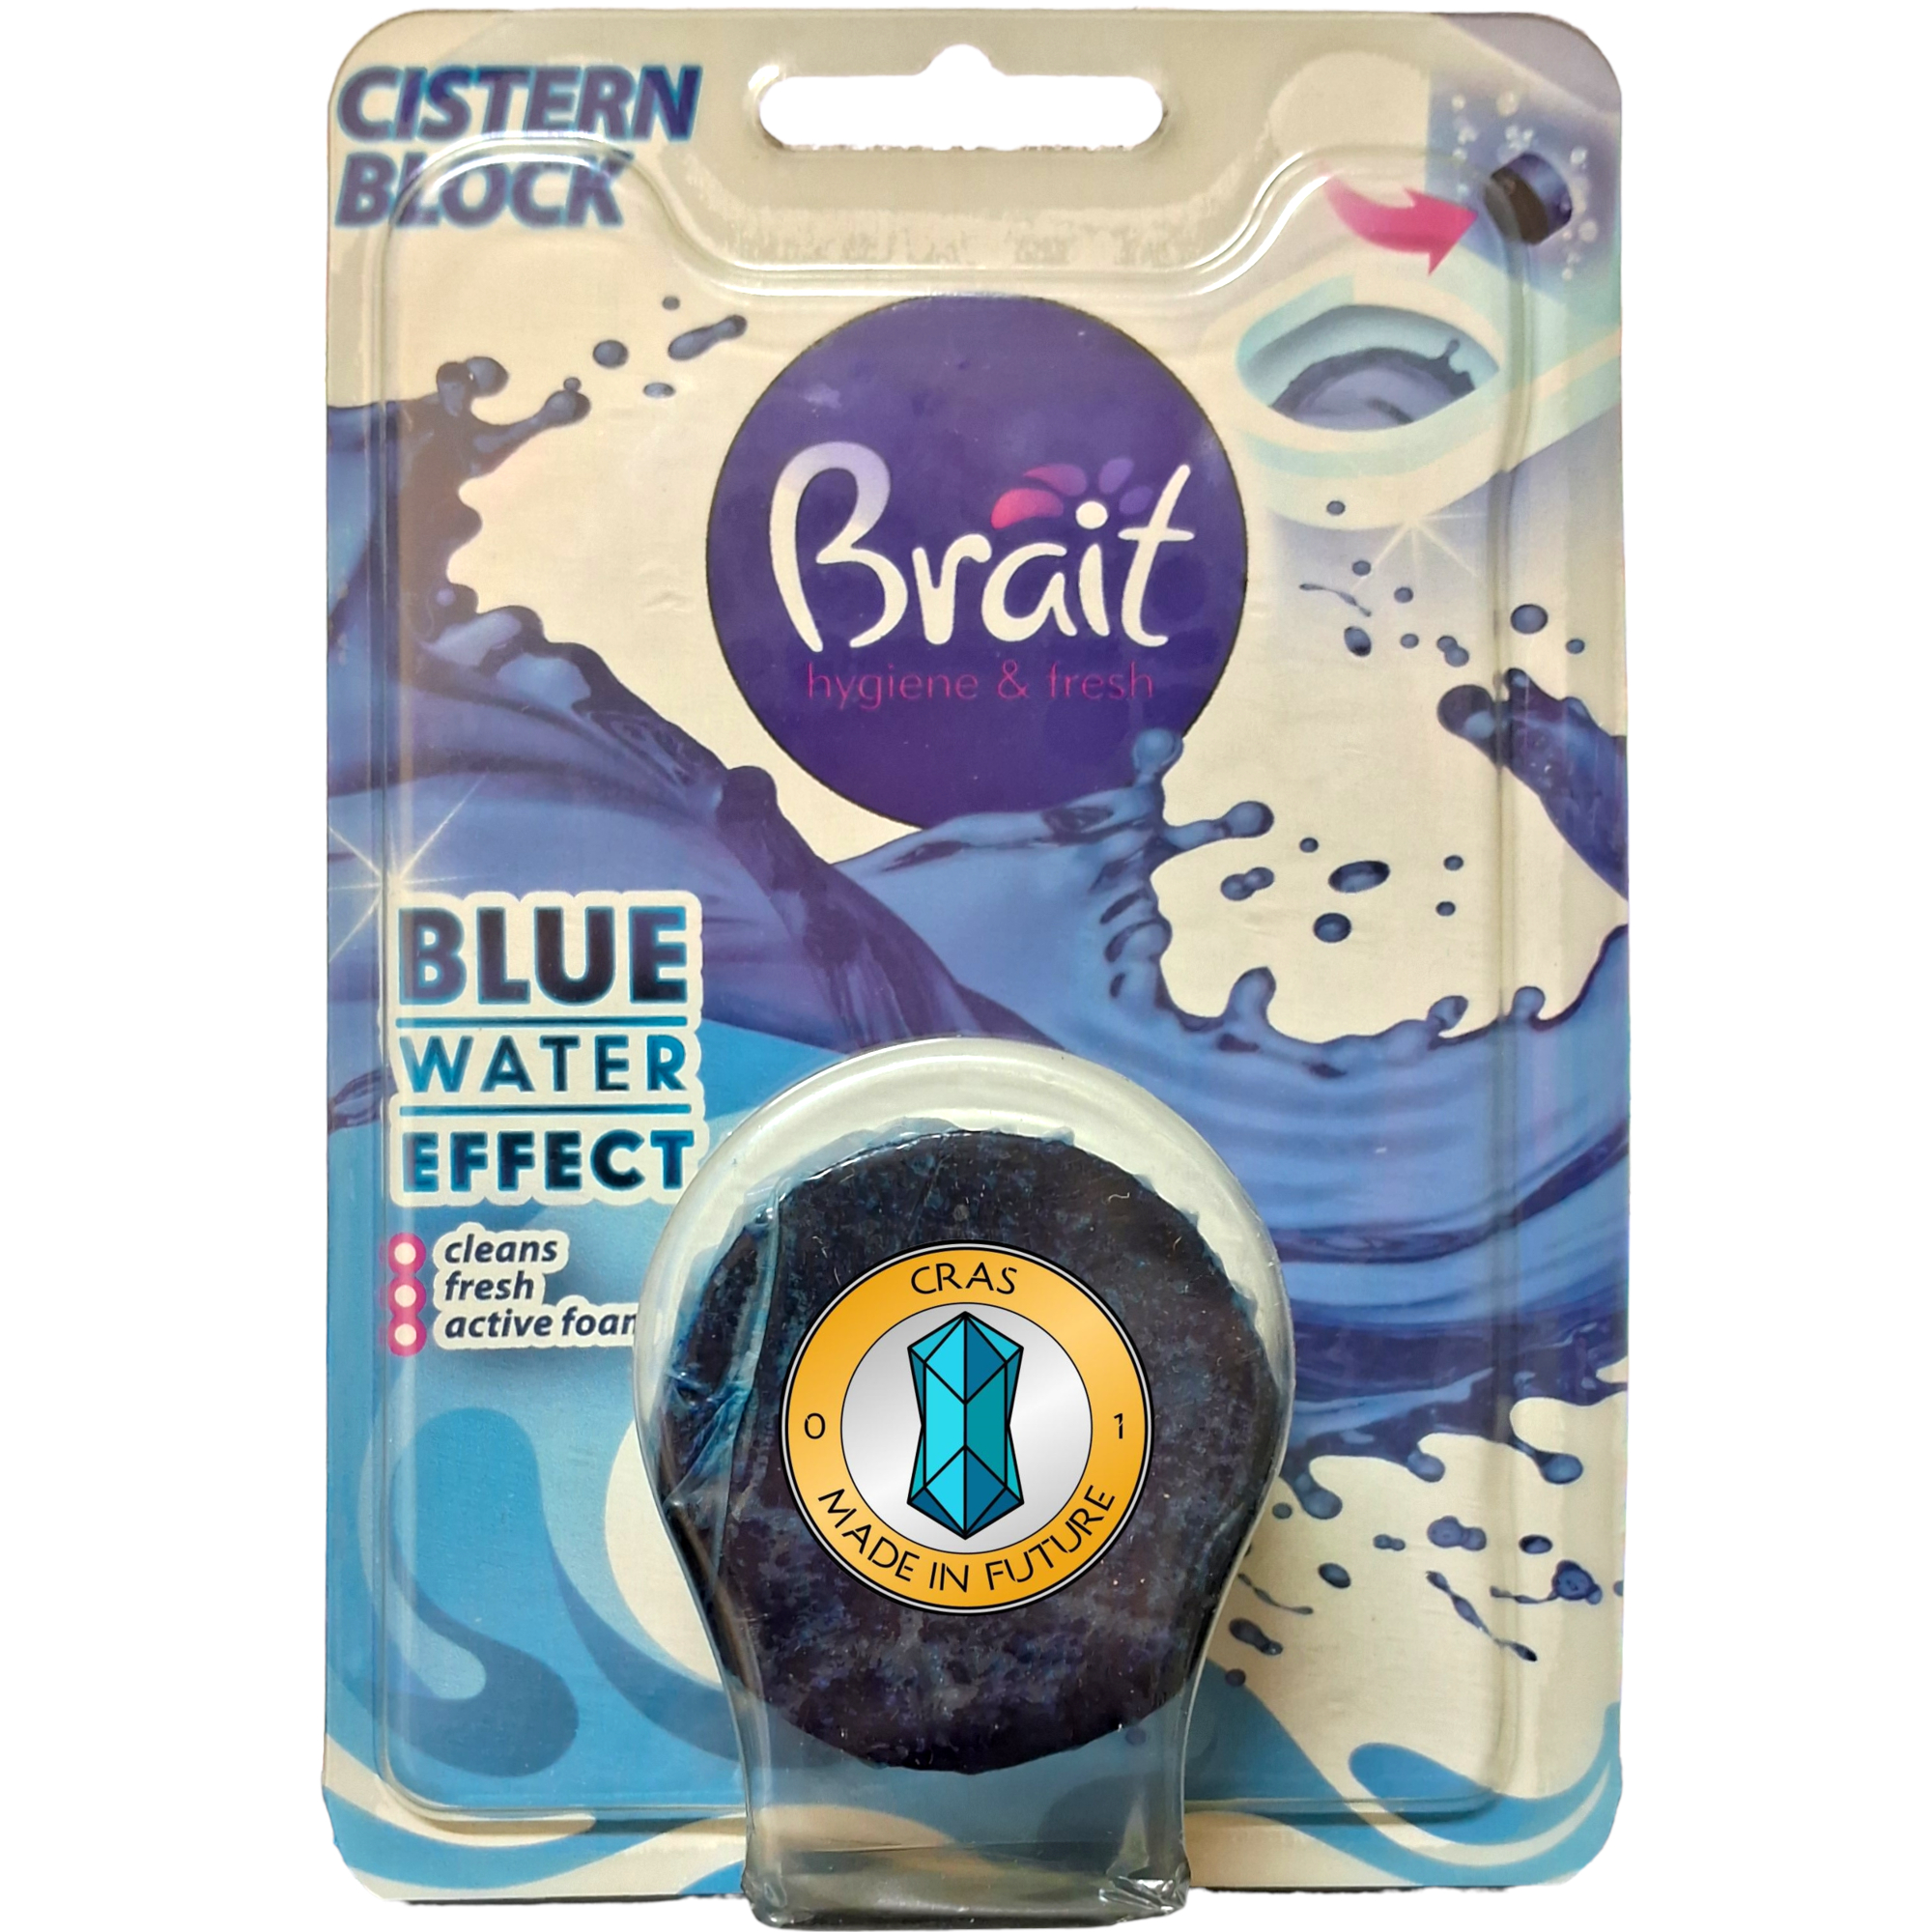 CISTERN
BLOCK
Brait
hygiene & fresh
BLUE
WATER
EFFECT
cleans
fresh
active foam
CRAS
0 1
MADE IN FUTURE